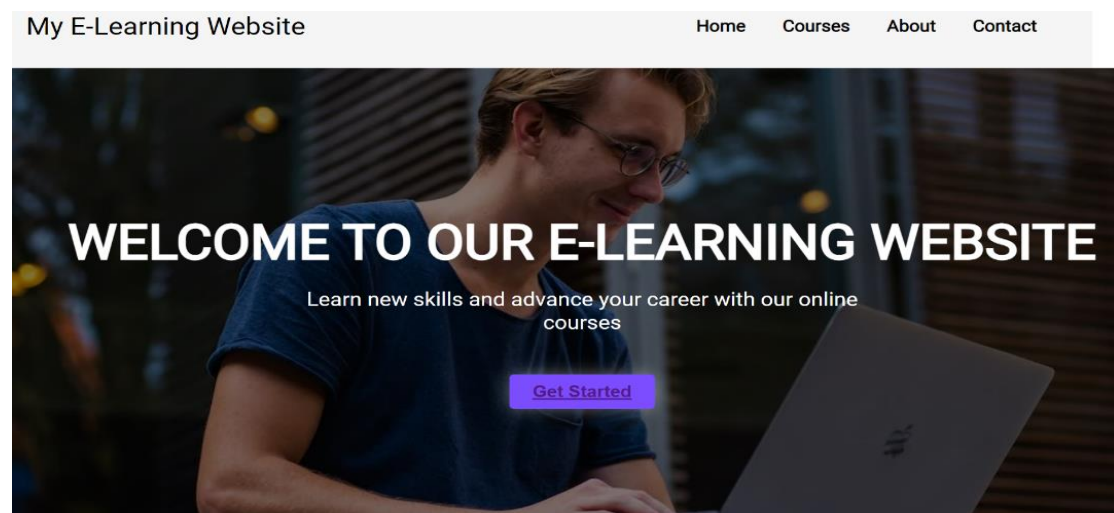 My E-Learning Website
Home Courses About Contact
WELCOME TO OUR E-LEARNING WEBSITE
Learn new skills and advance your career with our online
courses
Get Started